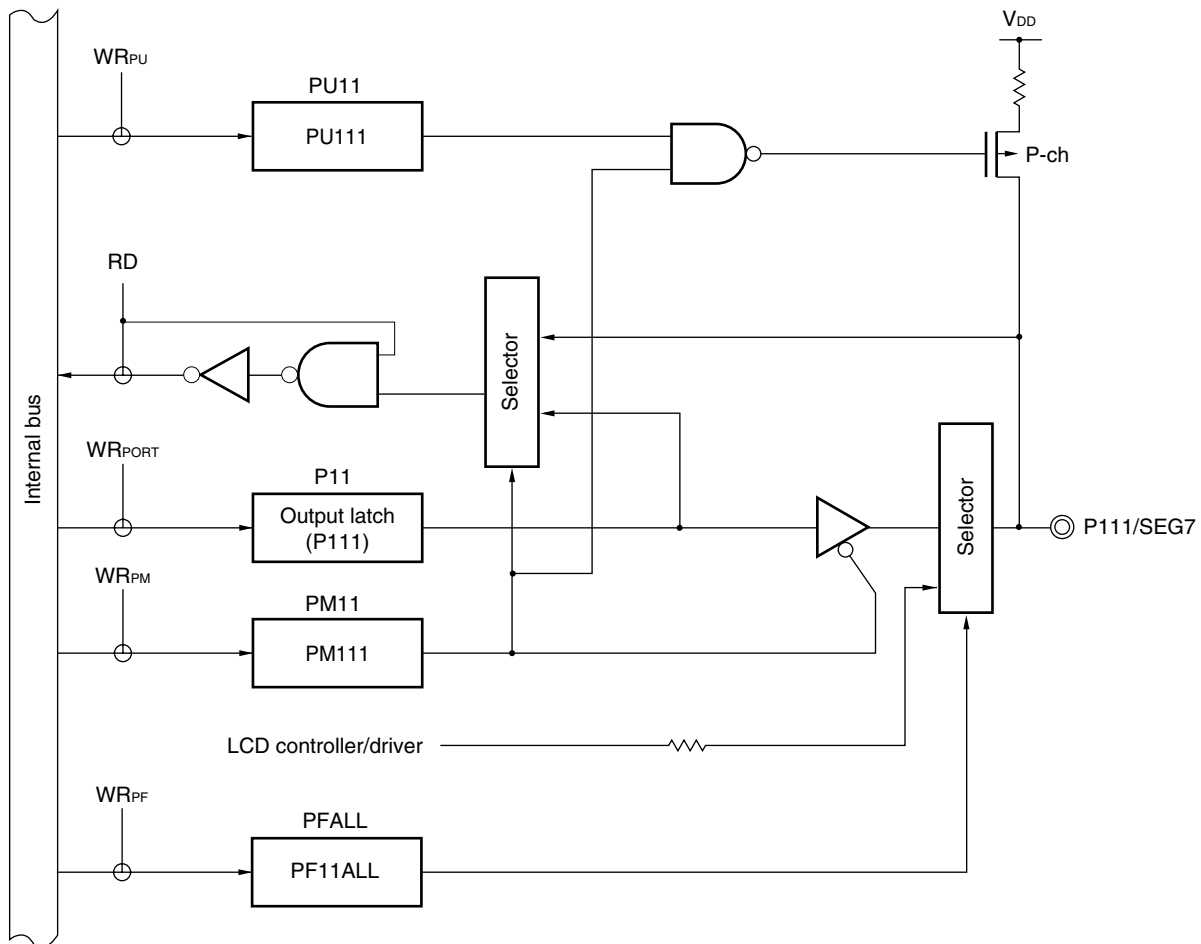 VDD
WRPU
PU11
PU111
P-ch
RD
Selector
Internal bus
WRPORT
P11
Output latch
(P111)
Selector
P111/SEG7
WRPM
PM11
PM111
LCD controller/driver
WRPF
PFALL
PF11ALL